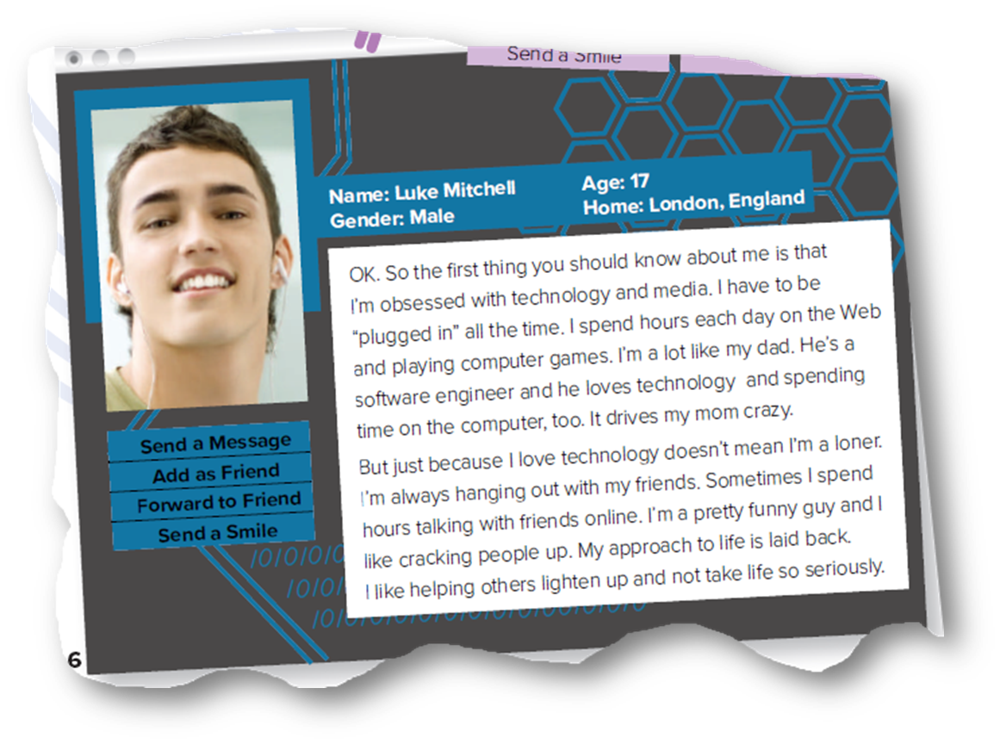 Send a Smile
Name: Luke Mitchell
Gender: Male
Age: 17
Home: London, England
OK. So the first thing you should know about me is that
I'm obsessed with technology and media. I have to be
“plugged in” all the time. I spend hours each day on the Web
and playing computer games. I'm a lot like my dad. He's a
software engineer and he loves technology and spending
time on the computer, too. It drives my mom crazy.
But just because I love technology doesn't mean I'm a loner.
I'm always hanging out with my friends. Sometimes I spend
hours talking with friends online. I'm a pretty funny guy and I
like cracking people up. My approach to life is laid back.
I like helping others lighten up and not take life so seriously.
Send a Message
Add as Friend
Forward to Friend
Send a Smile
6